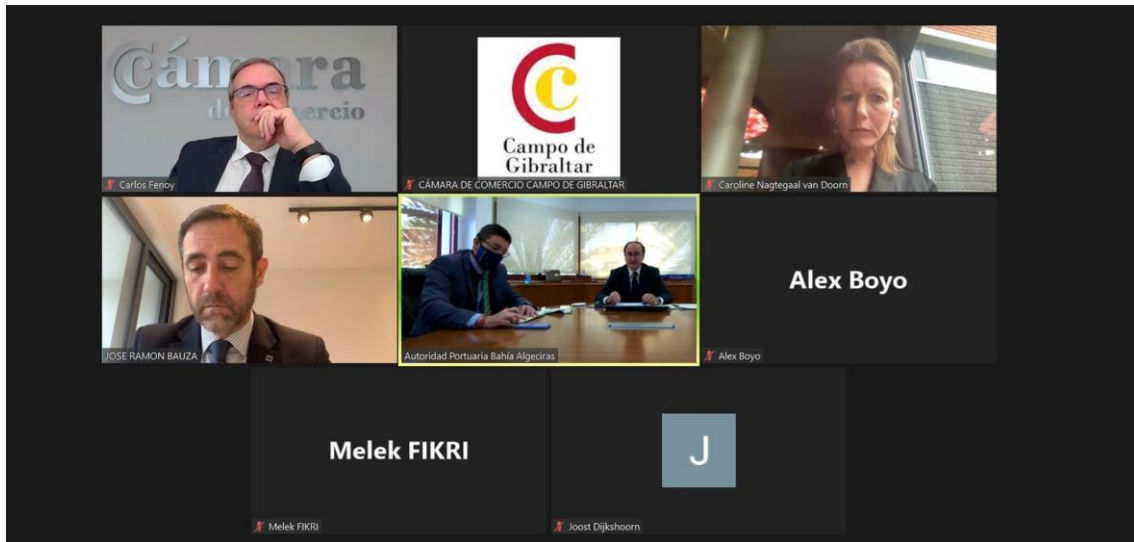 Cámara
de Comercio
Carlos Fenoy
Cc
Campo de
Gibraltar
CÁMARA DE COMERCIO CAMPO DE GIBRALTAR
Caroline Nagtegaal van Doorn
JOSE RAMON BAUZA
Autoridad Portuaria Bahía Algeciras
Alex Boyo
Alex Boyo
Melek FIKRI
Melek FIKRI
J
Joost Dijkshoorn